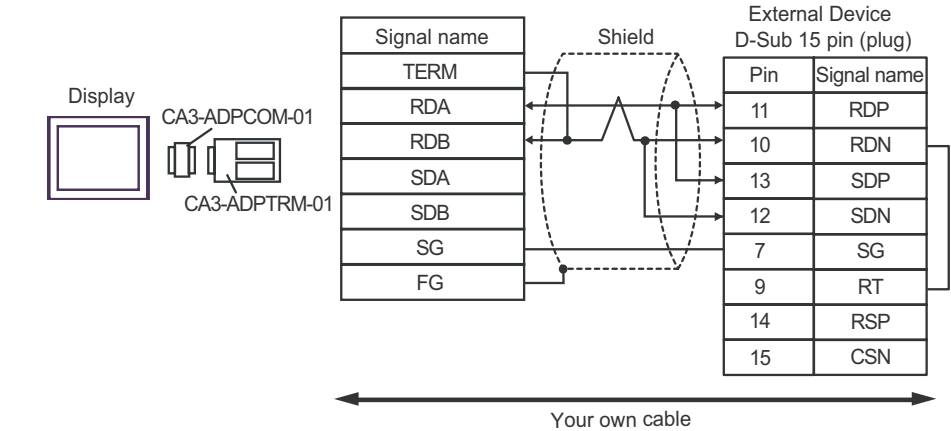 External Device
D-Sub 15 pin (plug)
Signal name
Shield
Pin Signal name
TERM
Display
RDA
11 RDP
CA3-ADPCOM-01
RDB
10 RDN
SDA
13 SDP
CA3-ADPTRM-01
SDB
12 SDN
SG
7 SG
FG
9 RT
14 RSP
15 CSN
Your own cable